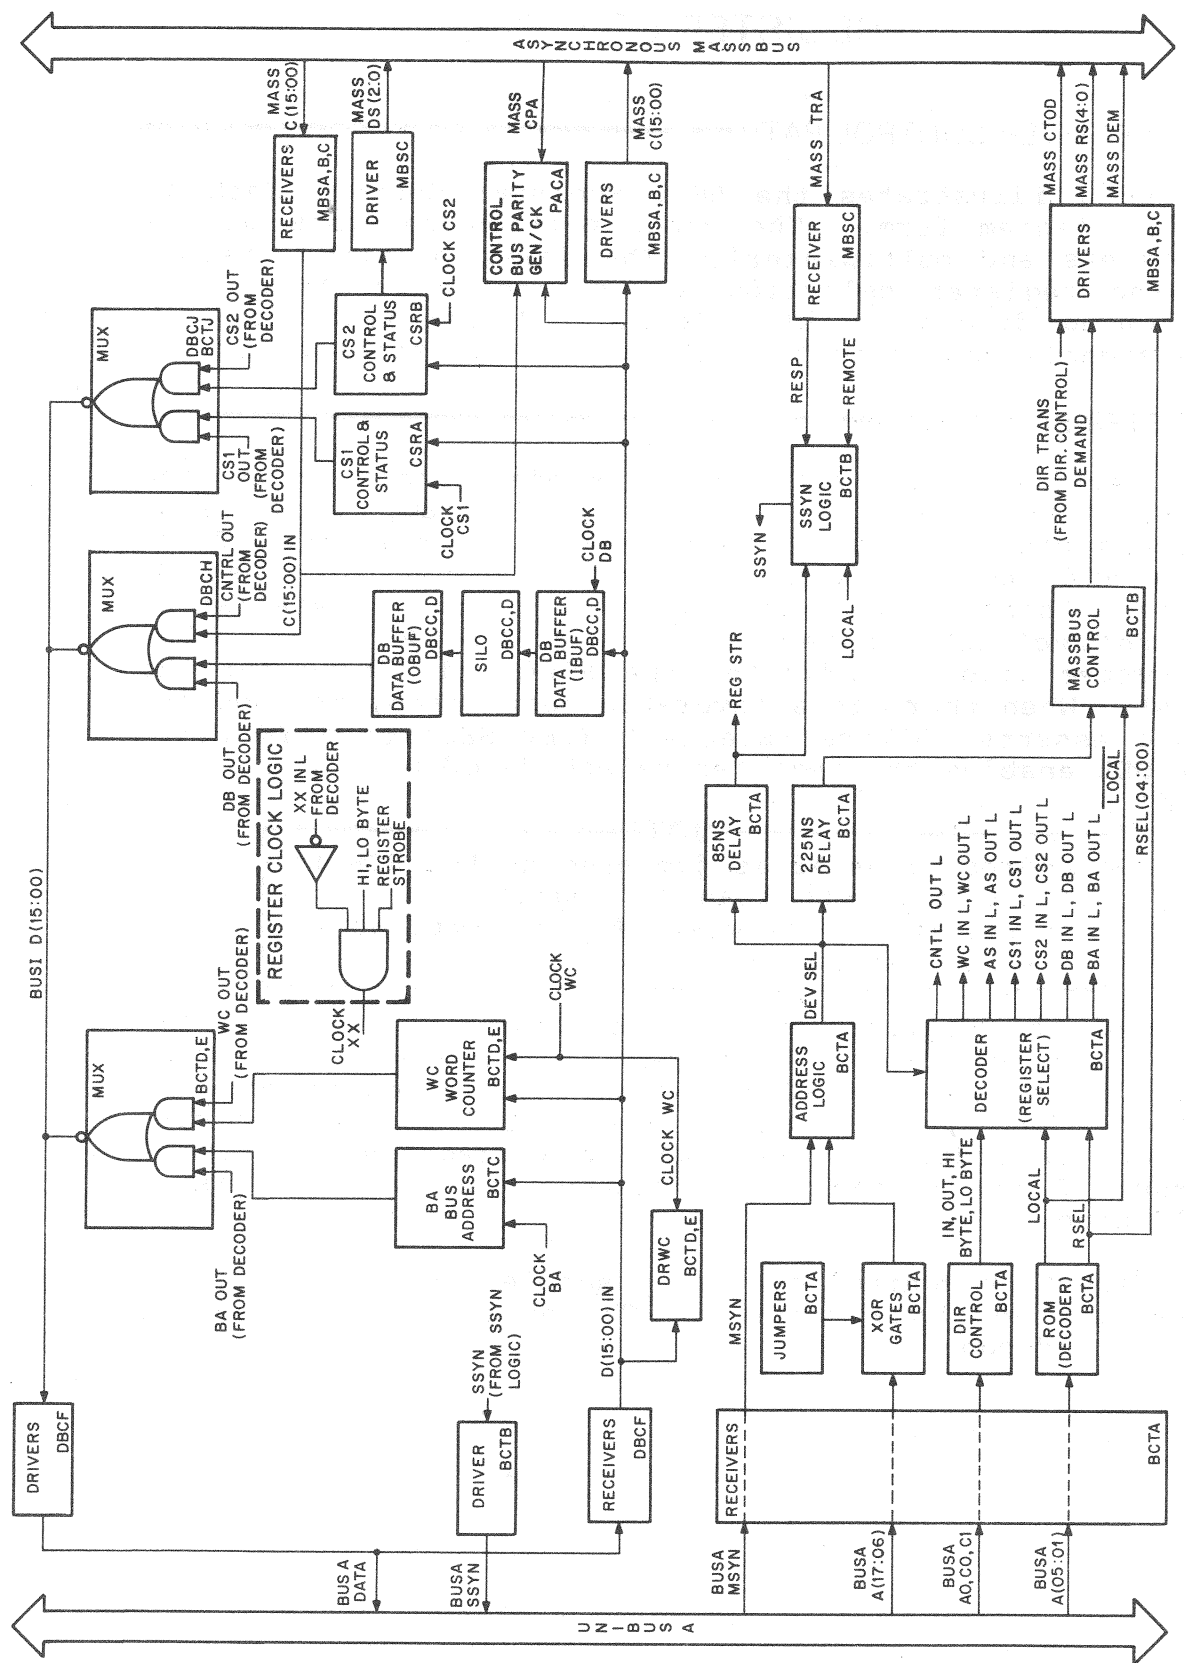 ASYNCHRONOUS MASSBUS
MASS
C(15:00)
MASS
DS(2:0)
MASS
CPA
MASS
C(15:00)
MASS TRA
MASS CTOD
MASS RS(4:0)
MASS DEM
RECEIVERS
MBSA,B,C
DRIVER
MBSC
CONTROL
BUS PARITY
GEN/CK
PACA
DRIVERS
MBSA,B,C
RECEIVER
MBSC
DRIVERS
MBSA,B,C
MUX
DBCJ
BCTJ
CS2 OUT
(FROM
DECODER)
CS1
OUT
(FROM
DECODER)
CS2
CONTROL
& STATUS
CSRB
CLOCK CS2
CS1
CONTROL &
STATUS
CSRA
CLOCK
CS1
RESP
REMOTE
SSYN
LOGIC
BCTB
SSYN
LOCAL
DIR TRANS
(FROM DIR. CONTROL)
DEMAND
MUX
DBCH
CNTRL OUT
(FROM
DECODER)
C(15:00) IN
DB OUT
(FROM DECODER)
DB
DATA BUFFER
(OBUF)
DBCC,D
SILO
DBCC,D
DB
DATA BUFFER
(IBUF)
DBCC,D
CLOCK
DB
REG STR
MASSBUS
CONTROL
BCTB
LOCAL
RSEL(04:00)
REGISTER CLOCK LOGIC
XX IN L
FROM
DECODER
HI, LO BYTE
REGISTER
STROBE
CLOCK
XX
85NS
DELAY
BCTA
225NS
DELAY
BCTA
BUSI D(15:00)
MUX
BCTD,E
WC OUT
(FROM DECODER)
BA OUT
(FROM DECODER)
WC
WORD
COUNTER
BCTD,E
CLOCK
WC
BA
BUS
ADDRESS
BCTC
CLOCK
BA
CLOCK WC
DRWC
BCTD,E
D(15:00) IN
DEV SEL
ADDRESS
LOGIC
BCTA
DECODER
(REGISTER
SELECT)
BCTA
CNTL OUT L
WC IN L, WC OUT L
AS IN L, AS OUT L
CS1 IN L, CS1 OUT L
CS2 IN L, CS2 OUT L
DB IN L, DB OUT L
BA IN L, BA OUT L
IN, OUT, HI
BYTE, LO BYTE
LOCAL
RSEL
MSYN
JUMPERS
BCTA
XOR
GATES
BCTA
DIR
CONTROL
BCTA
ROM
(DECODER)
BCTA
DRIVERS
DBCF
SSYN
(FROM SSYN
LOGIC)
DRIVER
BCTB
RECEIVERS
DBCF
RECEIVERS
BCTA
BUS A
DATA
BUSA
SSYN
BUSA
MSYN
BUSA
A(17:06)
BUSA
A0,C0,C1
BUSA
A(05:01)
UNIBUS A